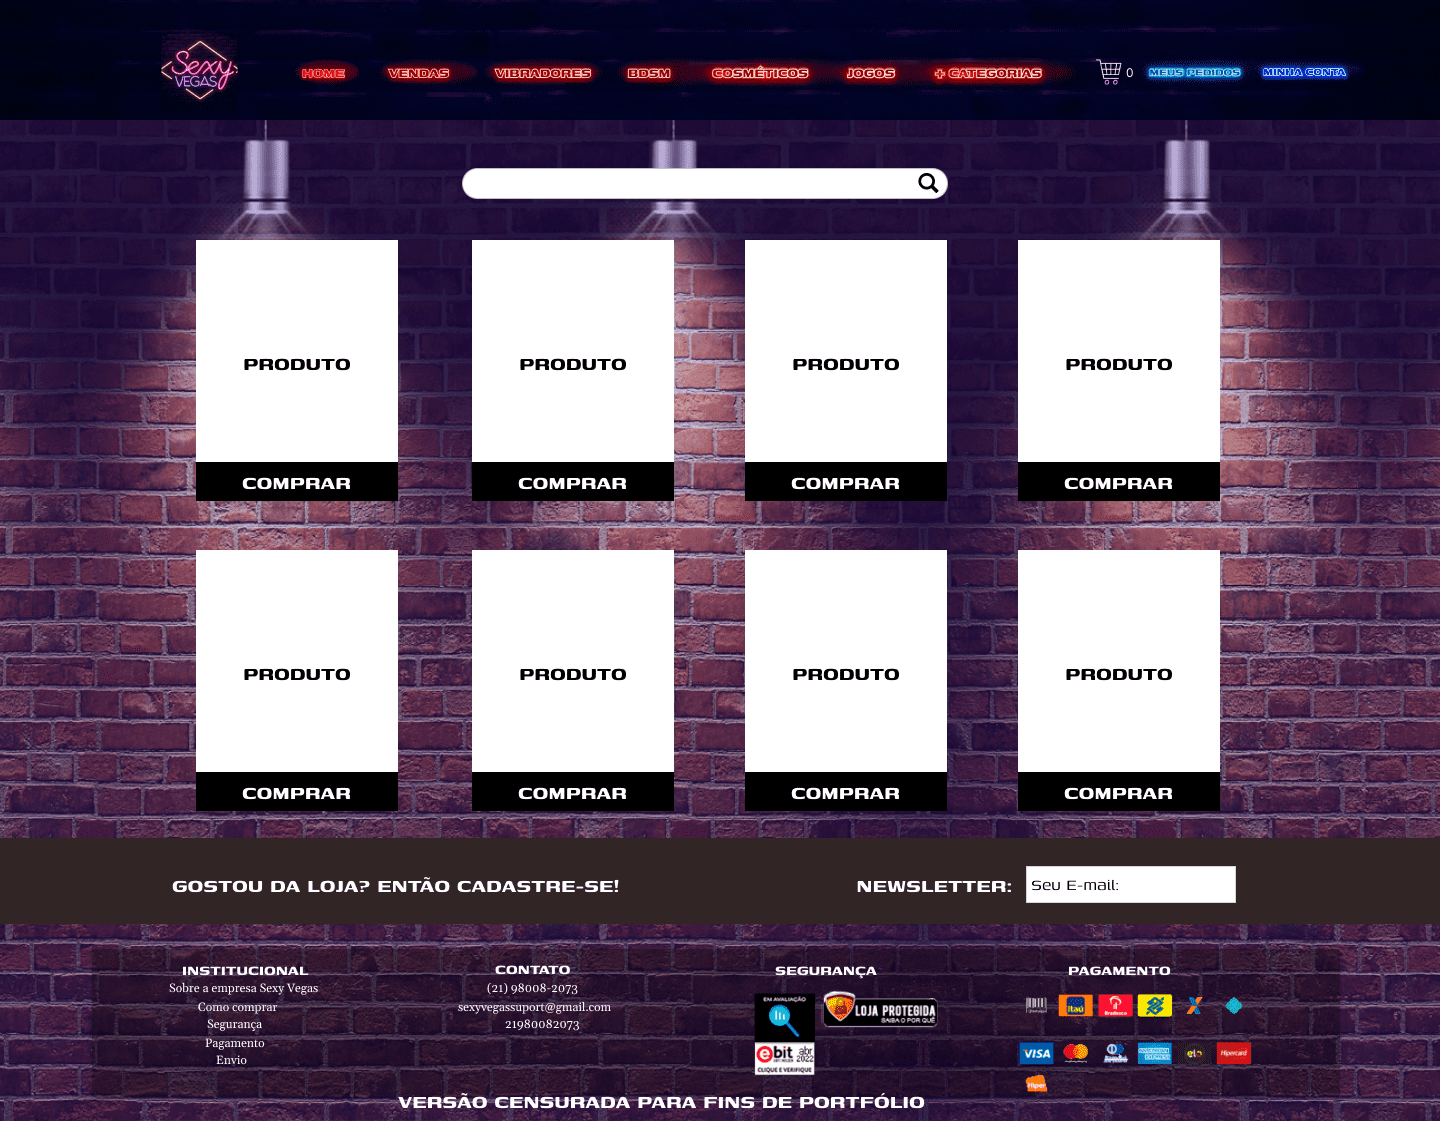 Sexy
VEGAS
HOME
VENDAS
VIBRADORES
BDSM
COSMÉTICOS
JOGOS
+ CATEGORIAS
0
MEUS PEDIDOS
MINHA CONTA
PRODUTO
PRODUTO
PRODUTO
PRODUTO
COMPRAR
COMPRAR
COMPRAR
COMPRAR
PRODUTO
PRODUTO
PRODUTO
PRODUTO
COMPRAR
COMPRAR
COMPRAR
COMPRAR
GOSTOU DA LOJA? ENTÃO CADASTRE-SE!
NEWSLETTER:
Seu E-mail:
INSTITUCIONAL
Sobre a empresa Sexy Vegas
Como comprar
Segurança
Pagamento
Envio
CONTATO
(21) 98008-2073
sexyvegassuport@gmail.com
21980082073
SEGURANÇA
EM AVALIAÇÃO
ebit
abr
2022
CLIQUE E VERIFIQUE
LOJA PROTEGIDA
SAIBA O POR QUÊ
PAGAMENTO
Itaú
Bradesco
VISA
elo
Hipercard
Hiper
VERSÃO CENSURADA PARA FINS DE PORTFÓLIO